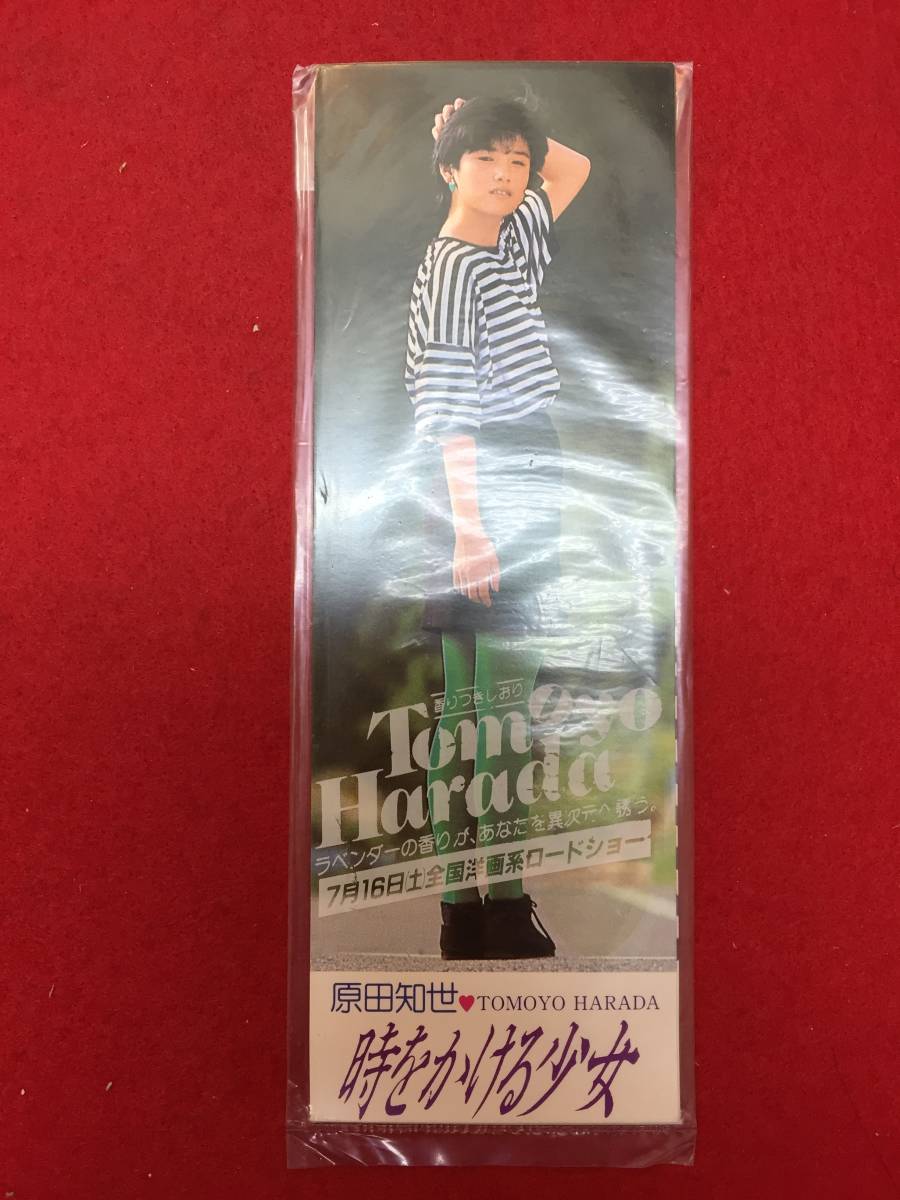 香りつきしおり
Tomoyo
Harada
ラベンダーの香りが、あなたを異次元へ誘う。
7月16日(土)全国洋画系ロードショー
原田知世♥TOMOYO HARADA
時をかける少女